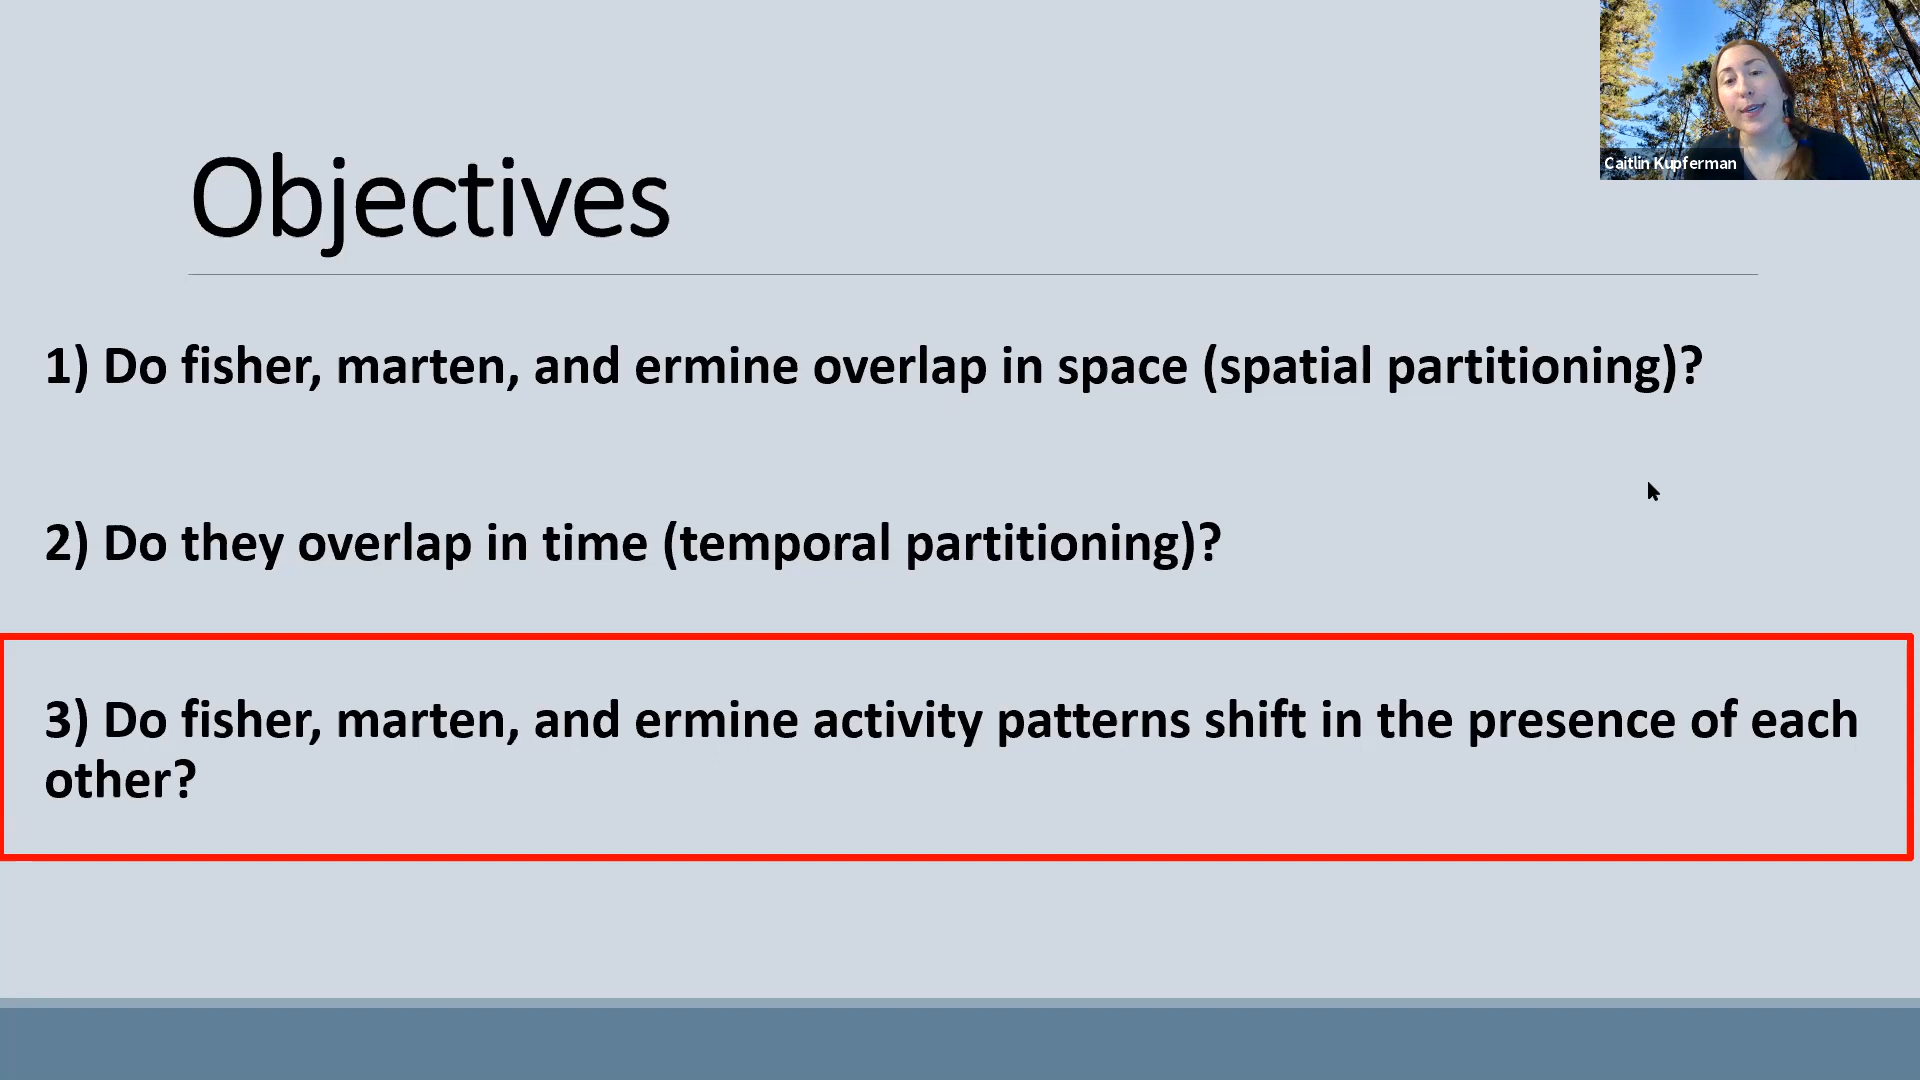 Caitlin Kupferman
Objectives
1) Do fisher, marten, and ermine overlap in space (spatial partitioning)?
2) Do they overlap in time (temporal partitioning)?
3) Do fisher, marten, and ermine activity patterns shift in the presence of each
other?